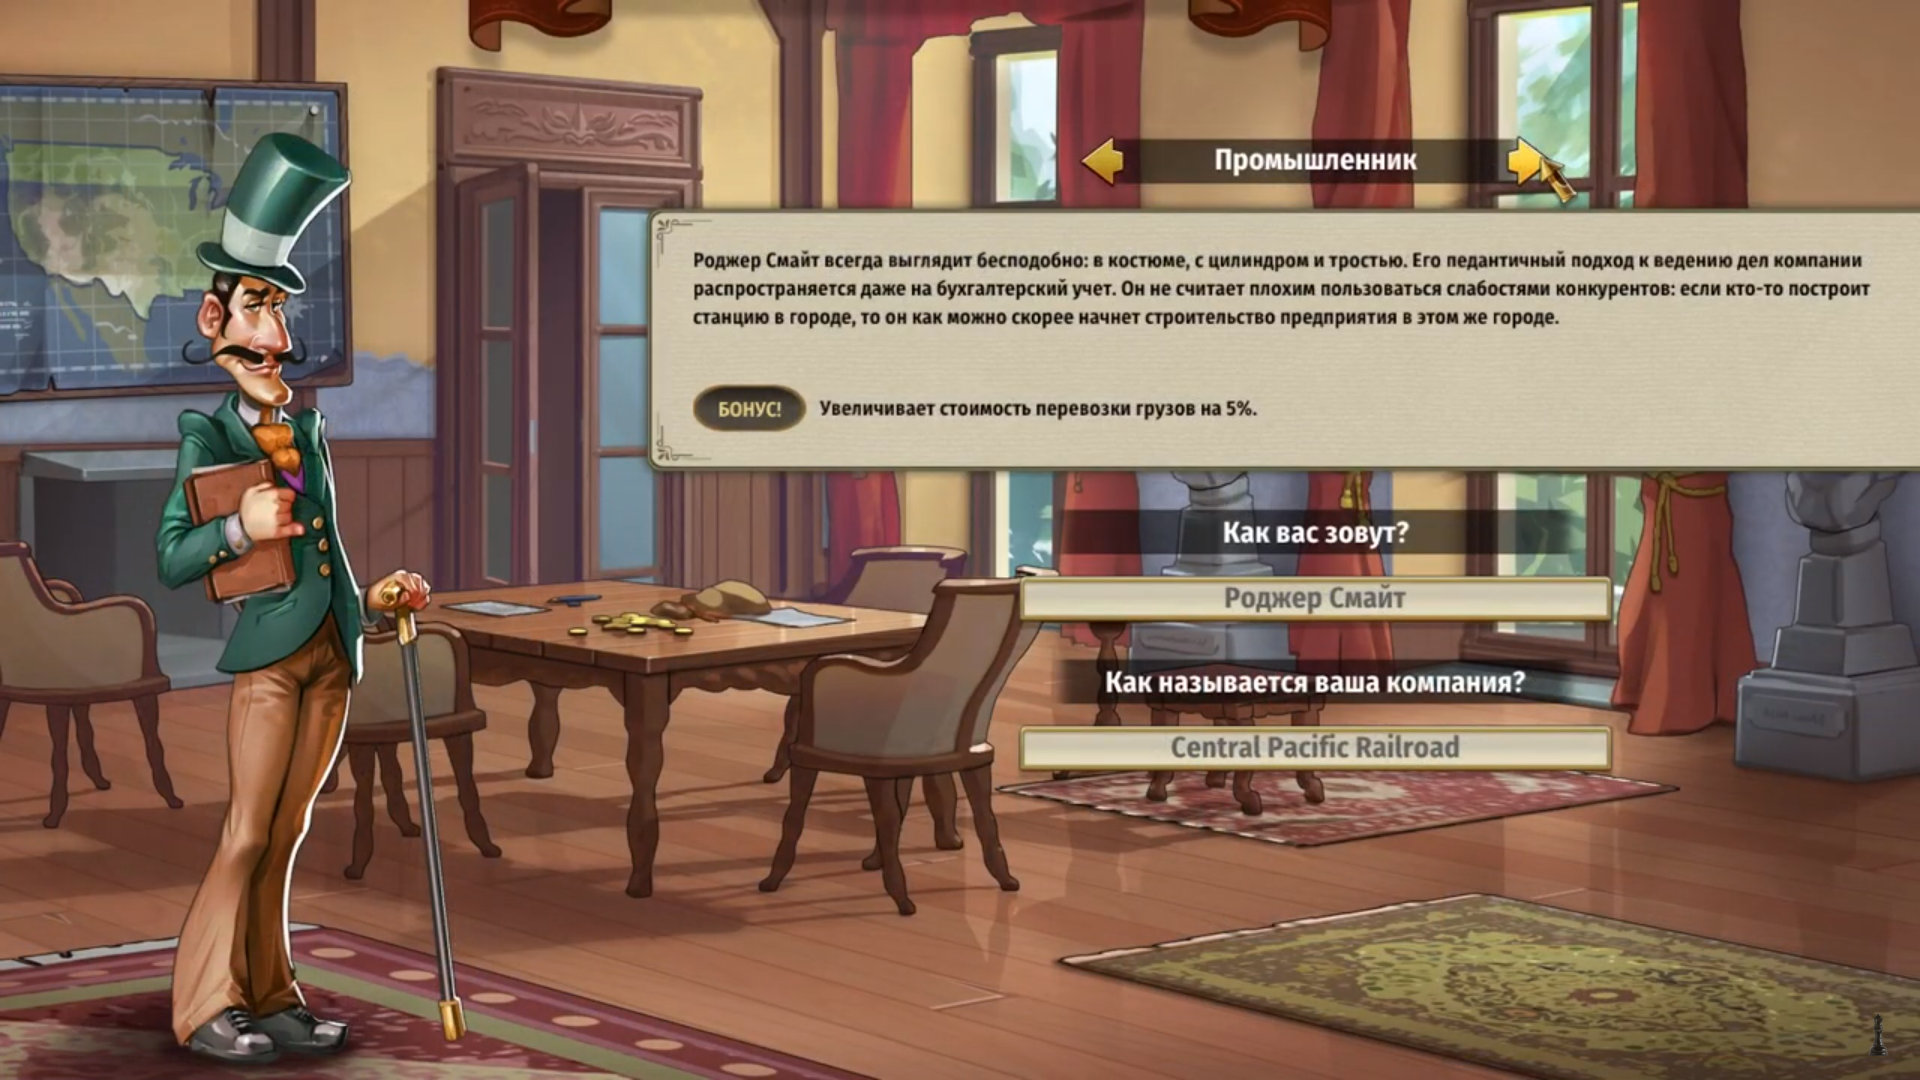 Промышленник
Роджер Смайт всегда выглядит бесподобно: в костюме, с цилиндром и тростью. Его педантичный подход к ведению дел компании
распространяется даже на бухгалтерский учет. Он не считает плохим пользоваться слабостями конкурентов: если кто-то построит
станцию в городе, то он как можно скорее начнет строительство предприятия в этом же городе.
БОНУС!
Увеличивает стоимость перевозки грузов на 5%.
Как вас зовут?
Роджер Смайт
Как называется ваша компания?
Central Pacific Railroad